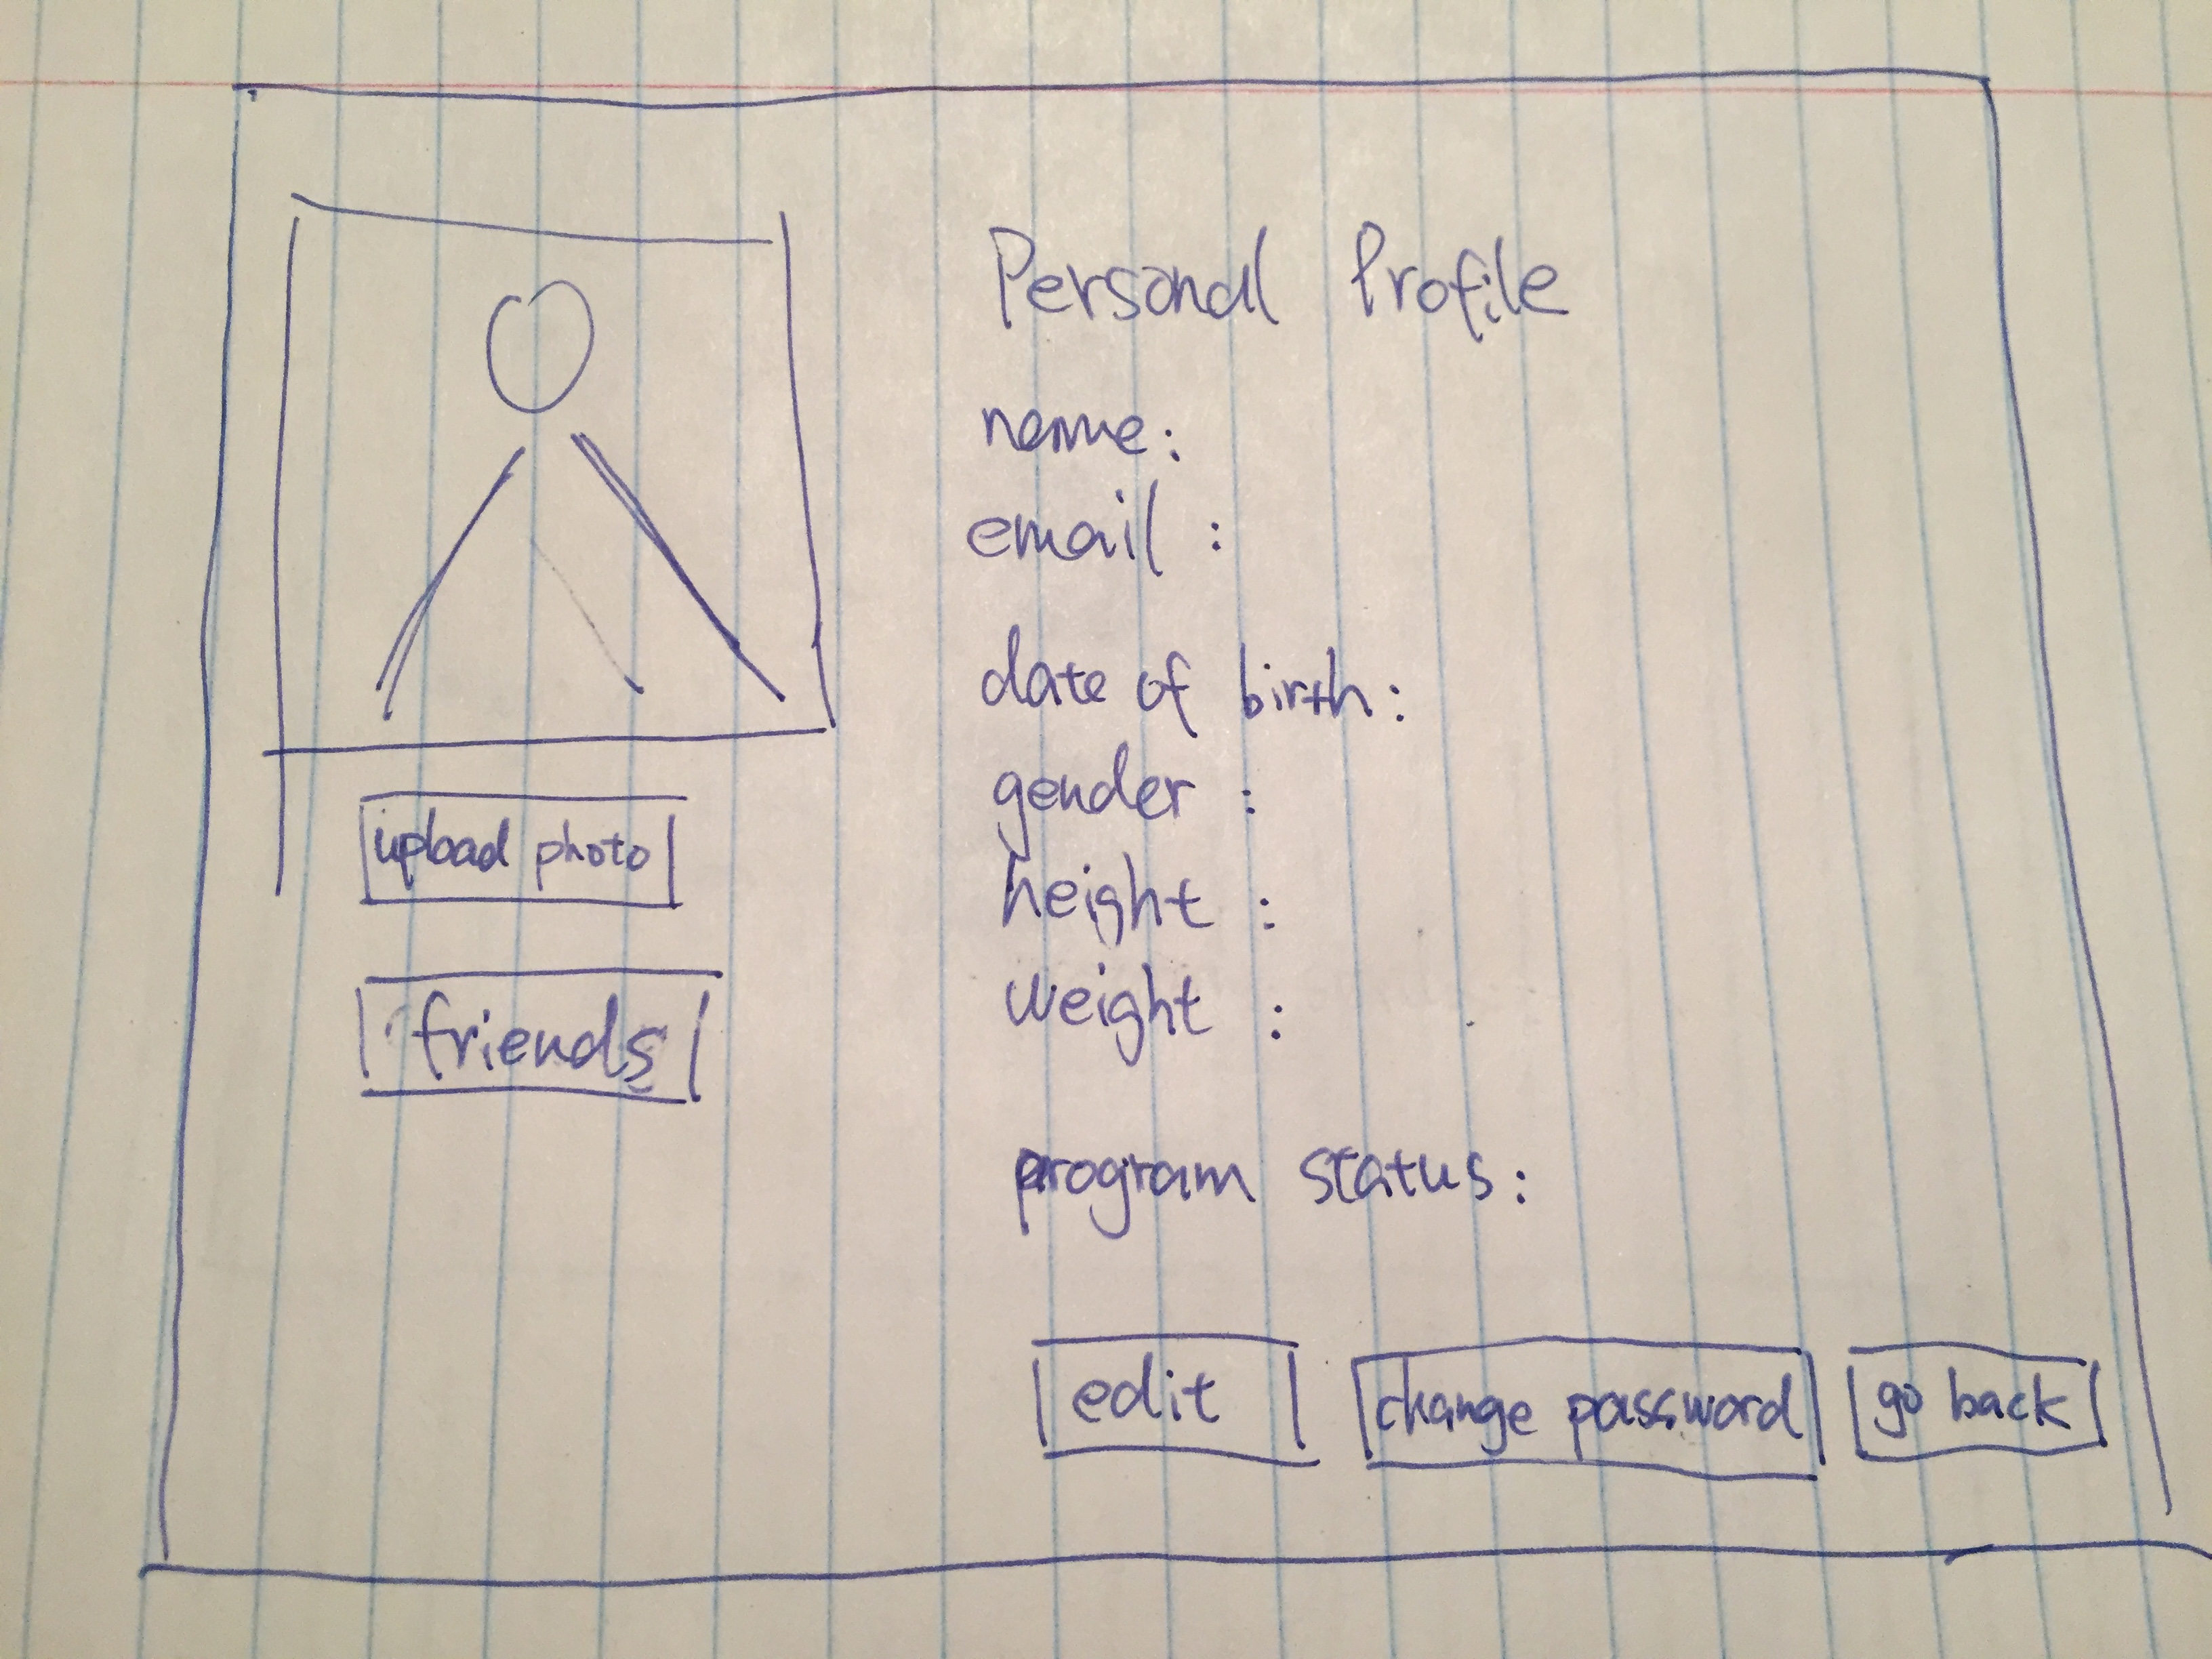 Personal Profile
name:
email :
date of birth:
gender :
height :
weight :
program status:
upload photo
friends
edit
change password
go back